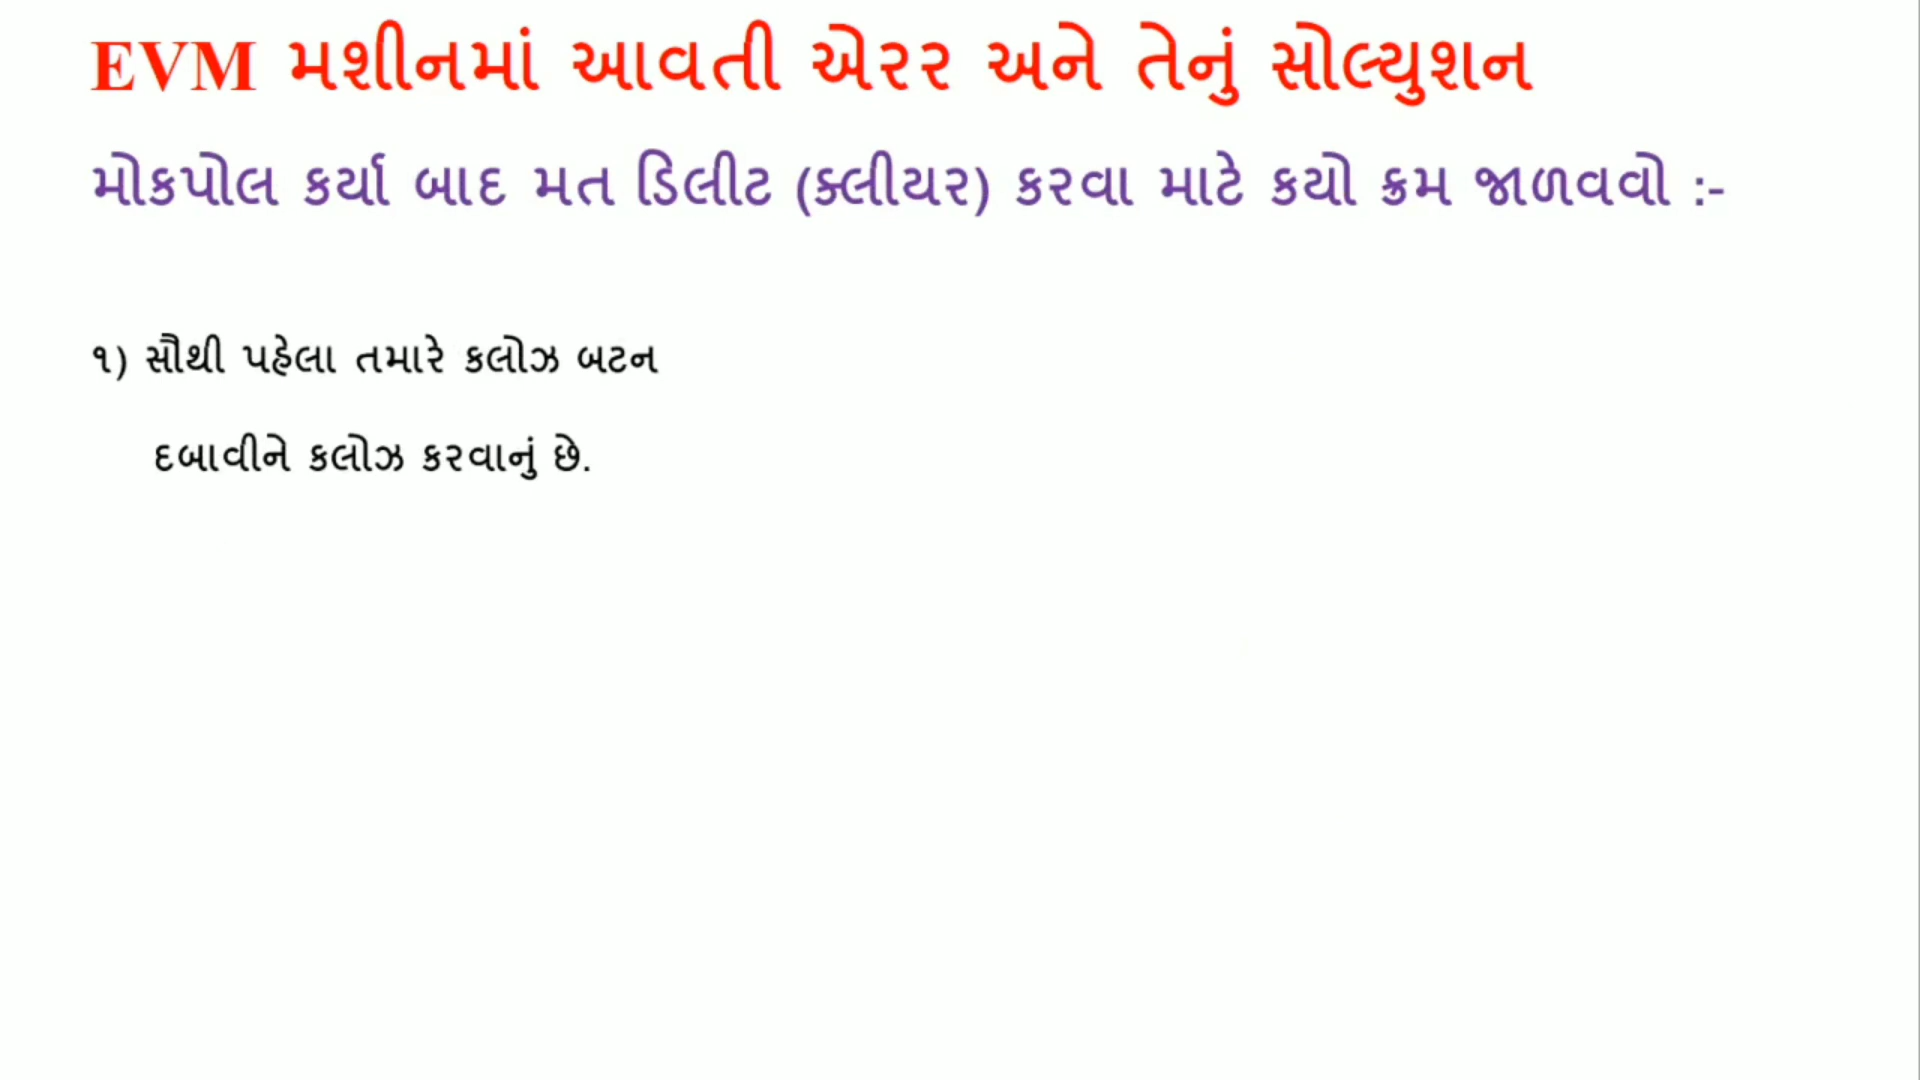 EVM મશીનમાં આવતી એરર અને તેનું સોલ્યુશન
મોકપોલ કર્યા બાદ મત ડિલીટ (ક્લીયર) કરવા માટે કયો ક્રમ જાળવવો :-
૧) સૌથી પહેલા તમારે કલોઝ બટન
દબાવીને કલોઝ કરવાનું છે.